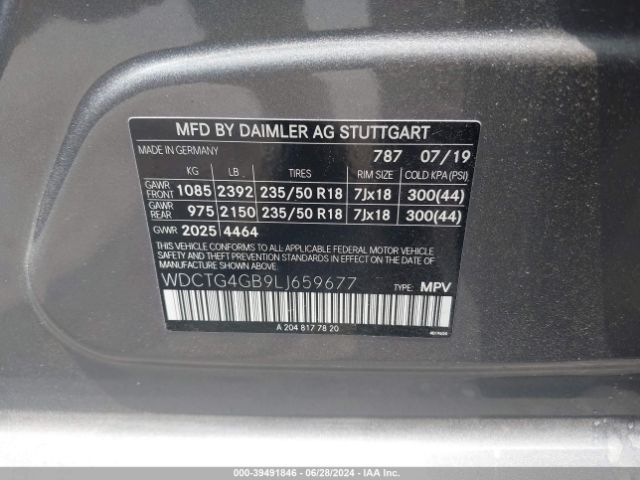 MFD BY DAIMLER AG STUTTGART
MADE IN GERMANY 787 07/19
KG LB TIRES RIM SIZE COLD KPA (PSI)
GAWR FRONT 1085 2392 235/50 R18 7Jx18 300(44)
GAWR REAR 975 2150 235/50 R18 7Jx18 300(44)
GVWR 2025 4464
THIS VEHICLE CONFORMS TO ALL APPLICABLE FEDERAL MOTOR VEHICLE
SAFETY AND THEFT PREVENTION STANDARDS IN EFFECT ON THE DATE
OF MANUFACTURE SHOWN ABOVE.
WDCTG4GB9LJ659677 TYPE: MPV
A 204 817 78 20
000-39491846 - 06/28/2024 - IAA Inc.